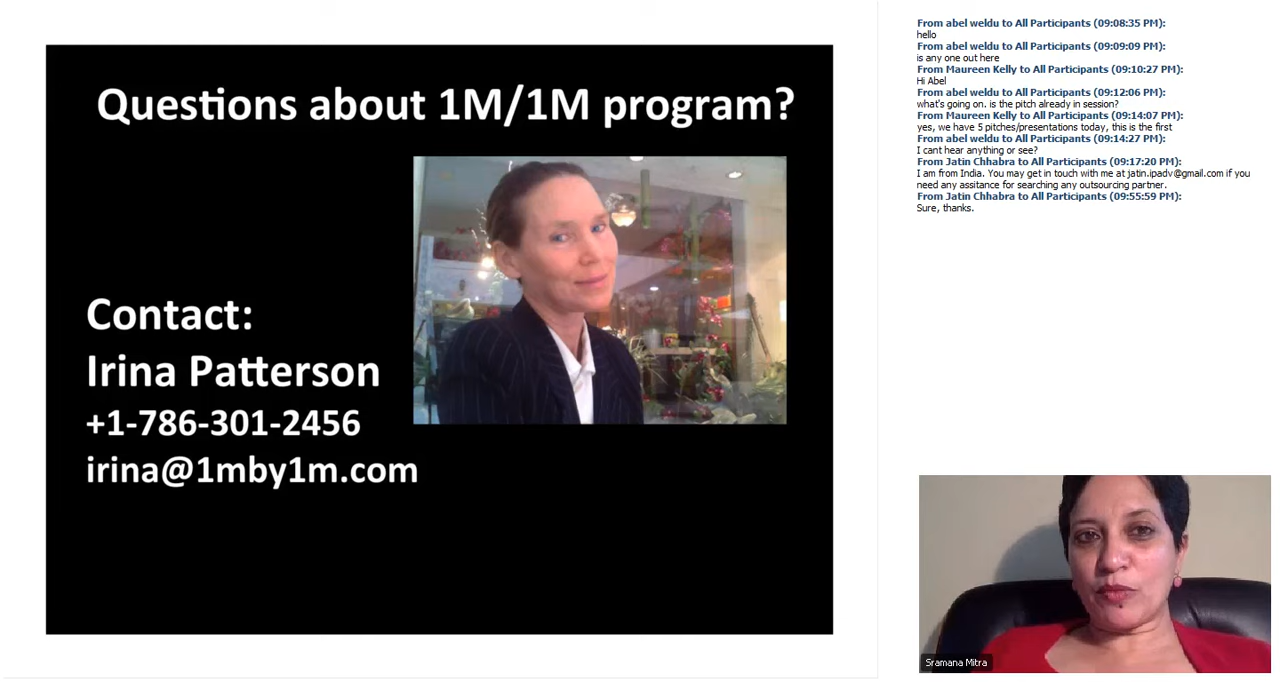 Questions about 1M/1M program?
Contact:
Irina Patterson
+1-786-301-2456
irina@1mby1m.com
From abel weldu to All Participants (09:08:35 PM):
hello
From abel weldu to All Participants (09:09:09 PM):
is any one out here
From Maureen Kelly to All Participants (09:10:27 PM):
Hi Abel
From abel weldu to All Participants (09:12:06 PM):
what's going on. is the pitch already in session?
From Maureen Kelly to All Participants (09:14:07 PM):
yes, we have 5 pitches/presentations today, this is the first
From abel weldu to All Participants (09:14:27 PM):
I cant hear anything or see?
From Jatin Chhabra to All Participants (09:17:20 PM):
I am from India. You may get in touch with me at jatin.ipadv@gmail.com if you
need any assitance for searching any outsourcing partner.
From Jatin Chhabra to All Participants (09:55:59 PM):
Sure, thanks.
Sramana Mitra